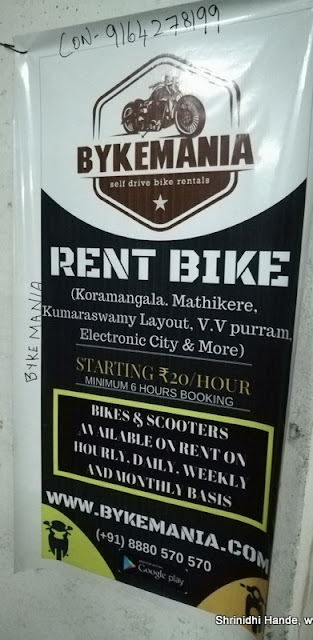 CON- 9164278199
BYKEMANIA
self drive bike rentals
RENT BIKE
(Koramangala. Mathikere,
Kumaraswamy Layout, V.V purram,
Electronic City & More)
STARTING ₹20/HOUR
MINIMUM 6 HOURS BOOKING
BIKES & SCOOTERS
AVAILABLE ON RENT ON
HOURLY, DAILY, WEEKLY
AND MONTHLY BASIS
WWW.BYKEMANIA.COM
(+91) 8880 570 570
Google play
BYKE MANIA
Shrinidhi Hande, w